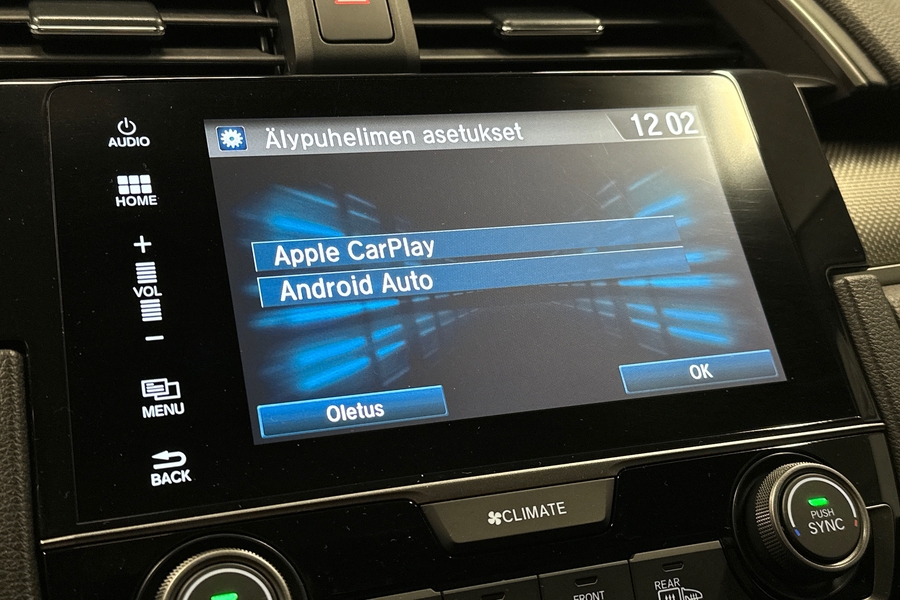 Älypuhelimen asetukset
12 02
AUDIO
HOME
+
VOL
−
MENU
BACK
Apple CarPlay
Android Auto
Oletus
OK
CLIMATE
PUSH
SYNC
FRONT
REAR